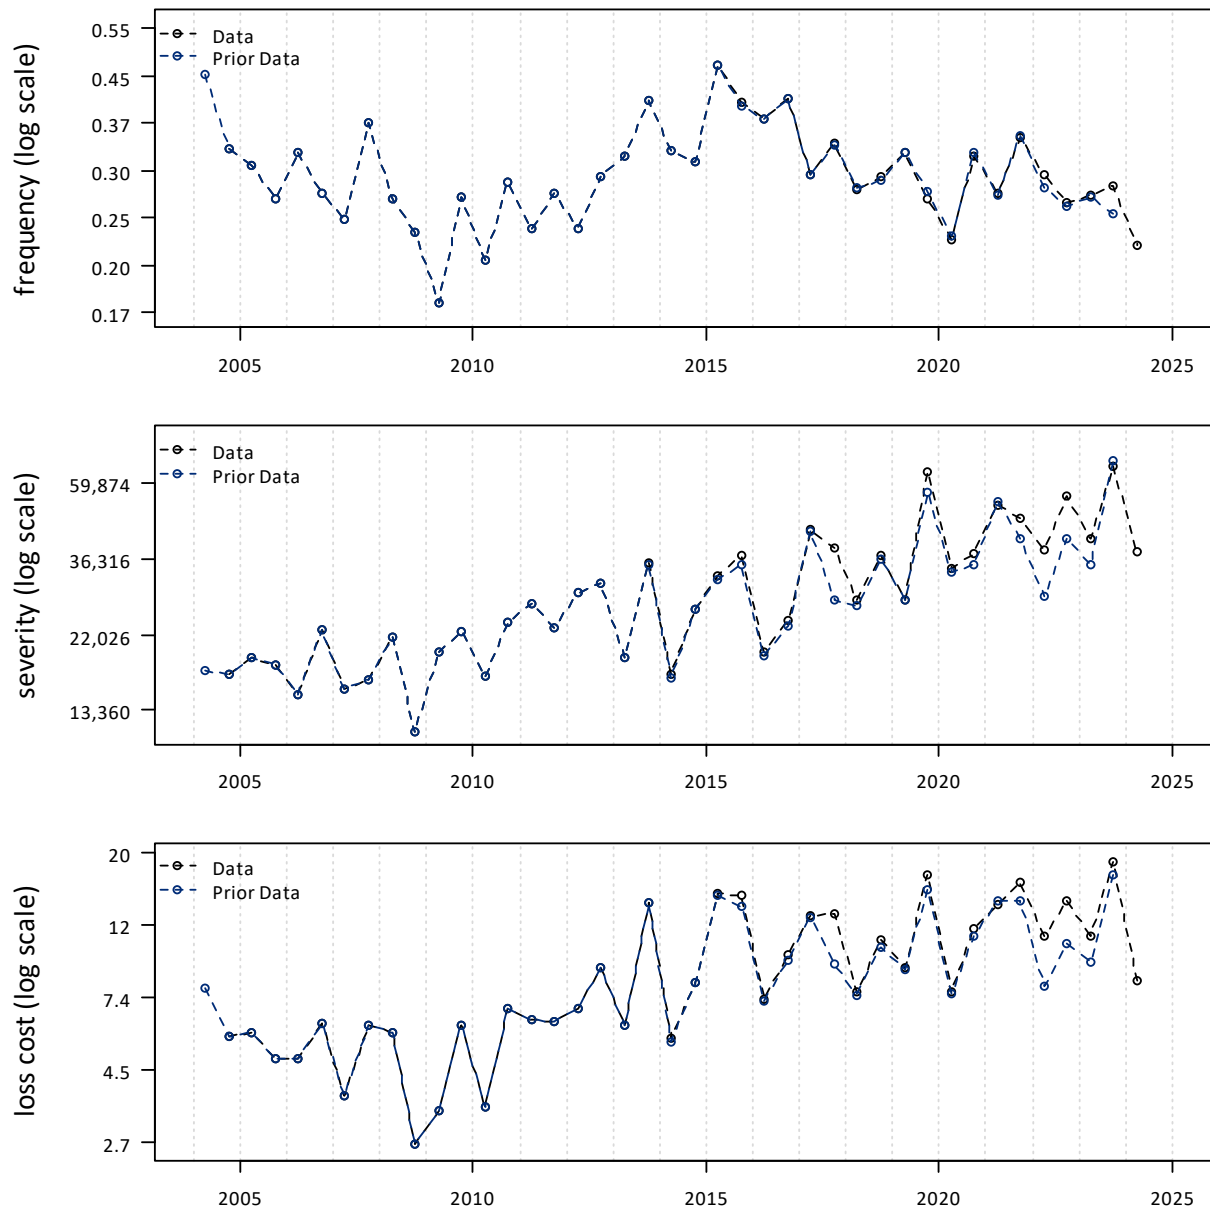 frequency (log scale)
0.55
0.45
0.37
0.30
0.25
0.20
0.17
Data
Prior Data
2005 2010 2015 2020 2025
severity (log scale)
59,874
36,316
22,026
13,360
Data
Prior Data
2005 2010 2015 2020 2025
loss cost (log scale)
20
12
7.4
4.5
2.7
Data
Prior Data
2005 2010 2015 2020 2025